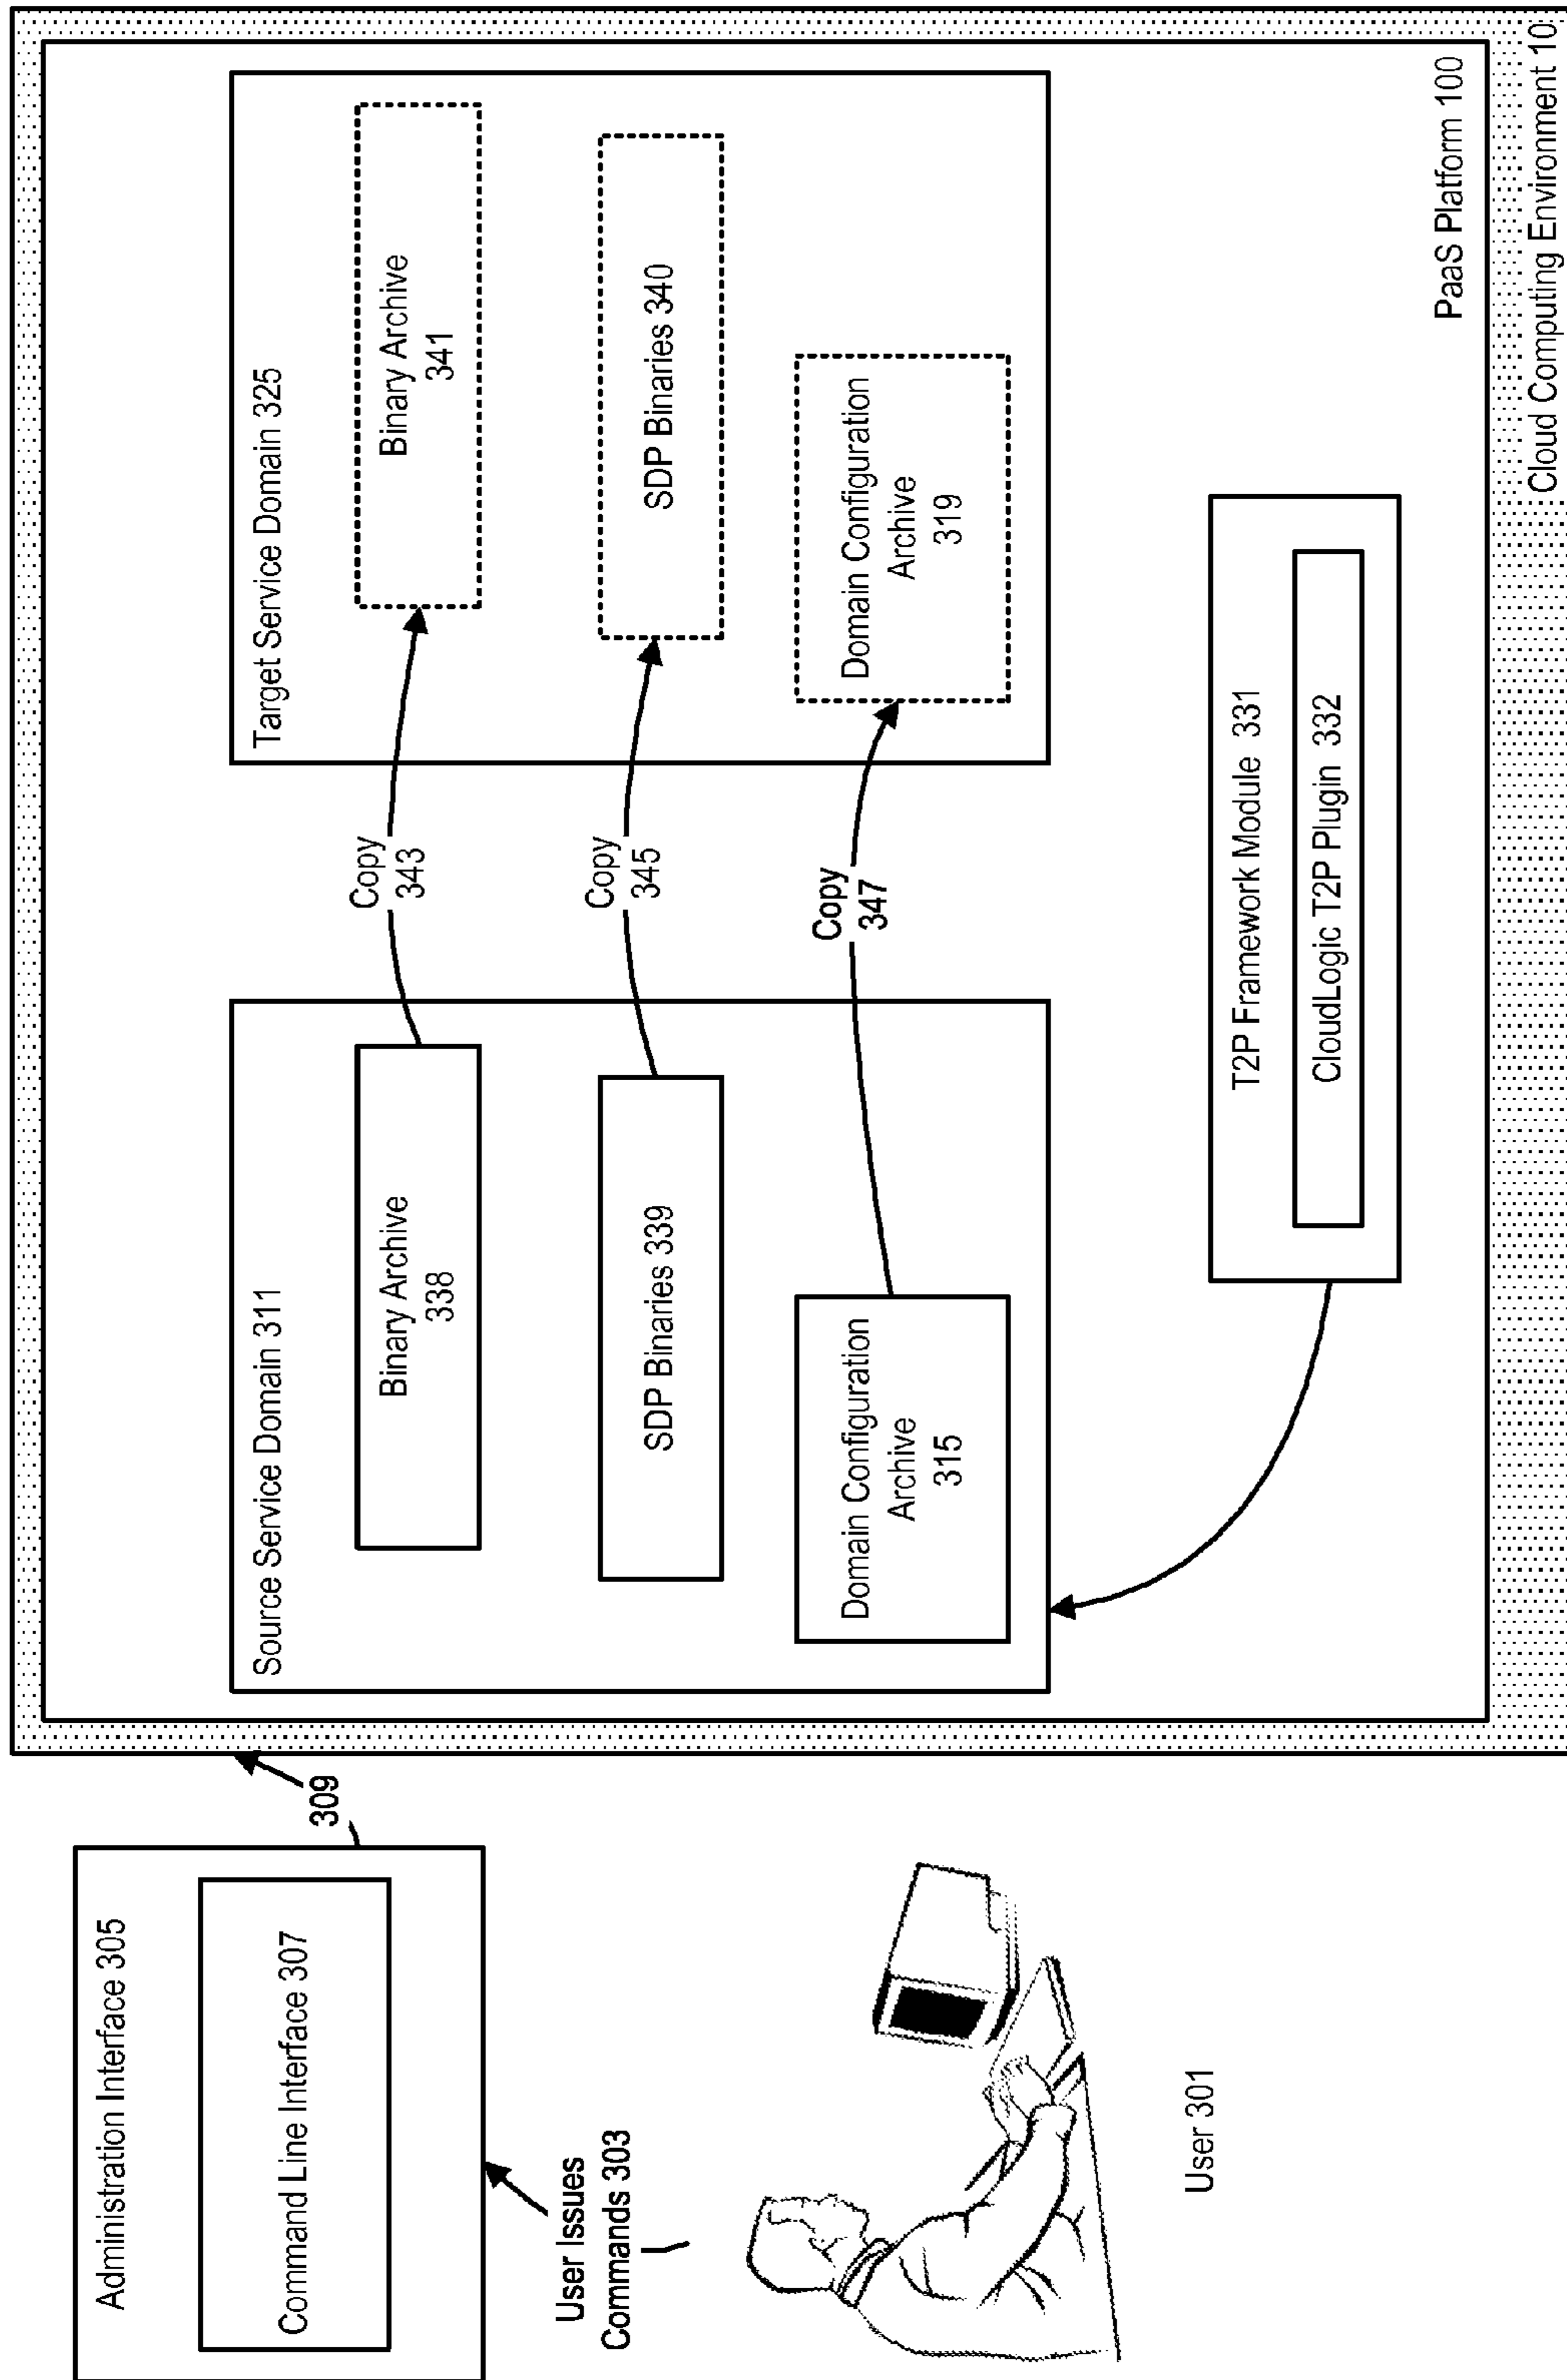 Administration Interface 305
Command Line Interface 307
User Issues
Commands 303
User 301
309
Source Service Domain 311
Binary Archive
338
SDP Binaries 339
Domain Configuration
Archive
315
Copy
343
Copy
345
Copy
347
Target Service Domain 325
Binary Archive
341
SDP Binaries 340
Domain Configuration
Archive
319
T2P Framework Module 331
CloudLogic T2P Plugin 332
PaaS Platform 100
Cloud Computing Environment 10